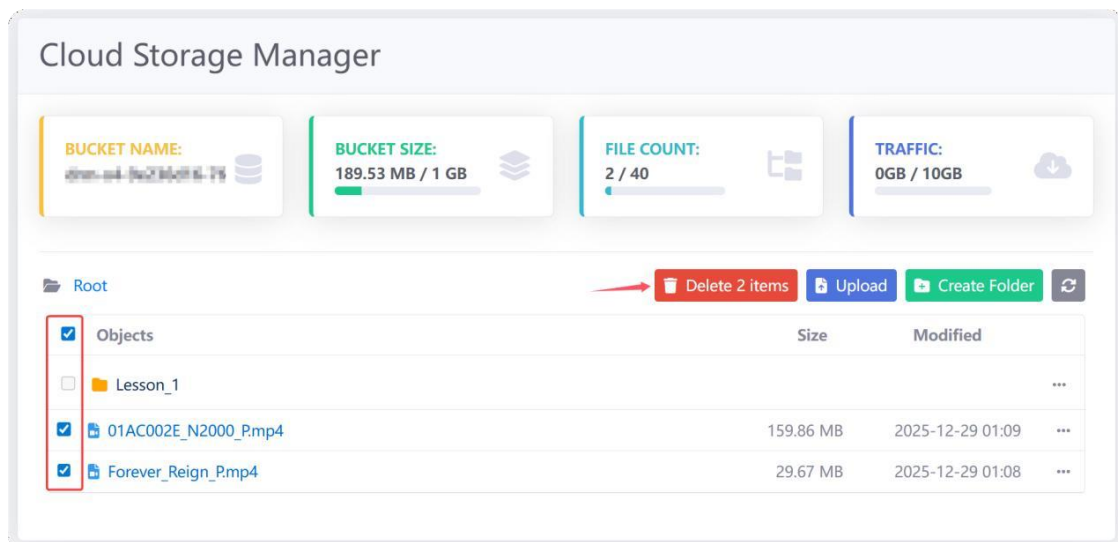 Cloud Storage Manager
BUCKET NAME:
BUCKET SIZE:
189.53 MB / 1 GB
FILE COUNT:
2 / 40
TRAFFIC:
0GB / 10GB
Root
Delete 2 items
Upload
Create Folder
Objects Size Modified
Lesson_1
01AC002E_N2000_P.mp4 159.86 MB 2025-12-29 01:09
Forever_Reign_P.mp4 29.67 MB 2025-12-29 01:08